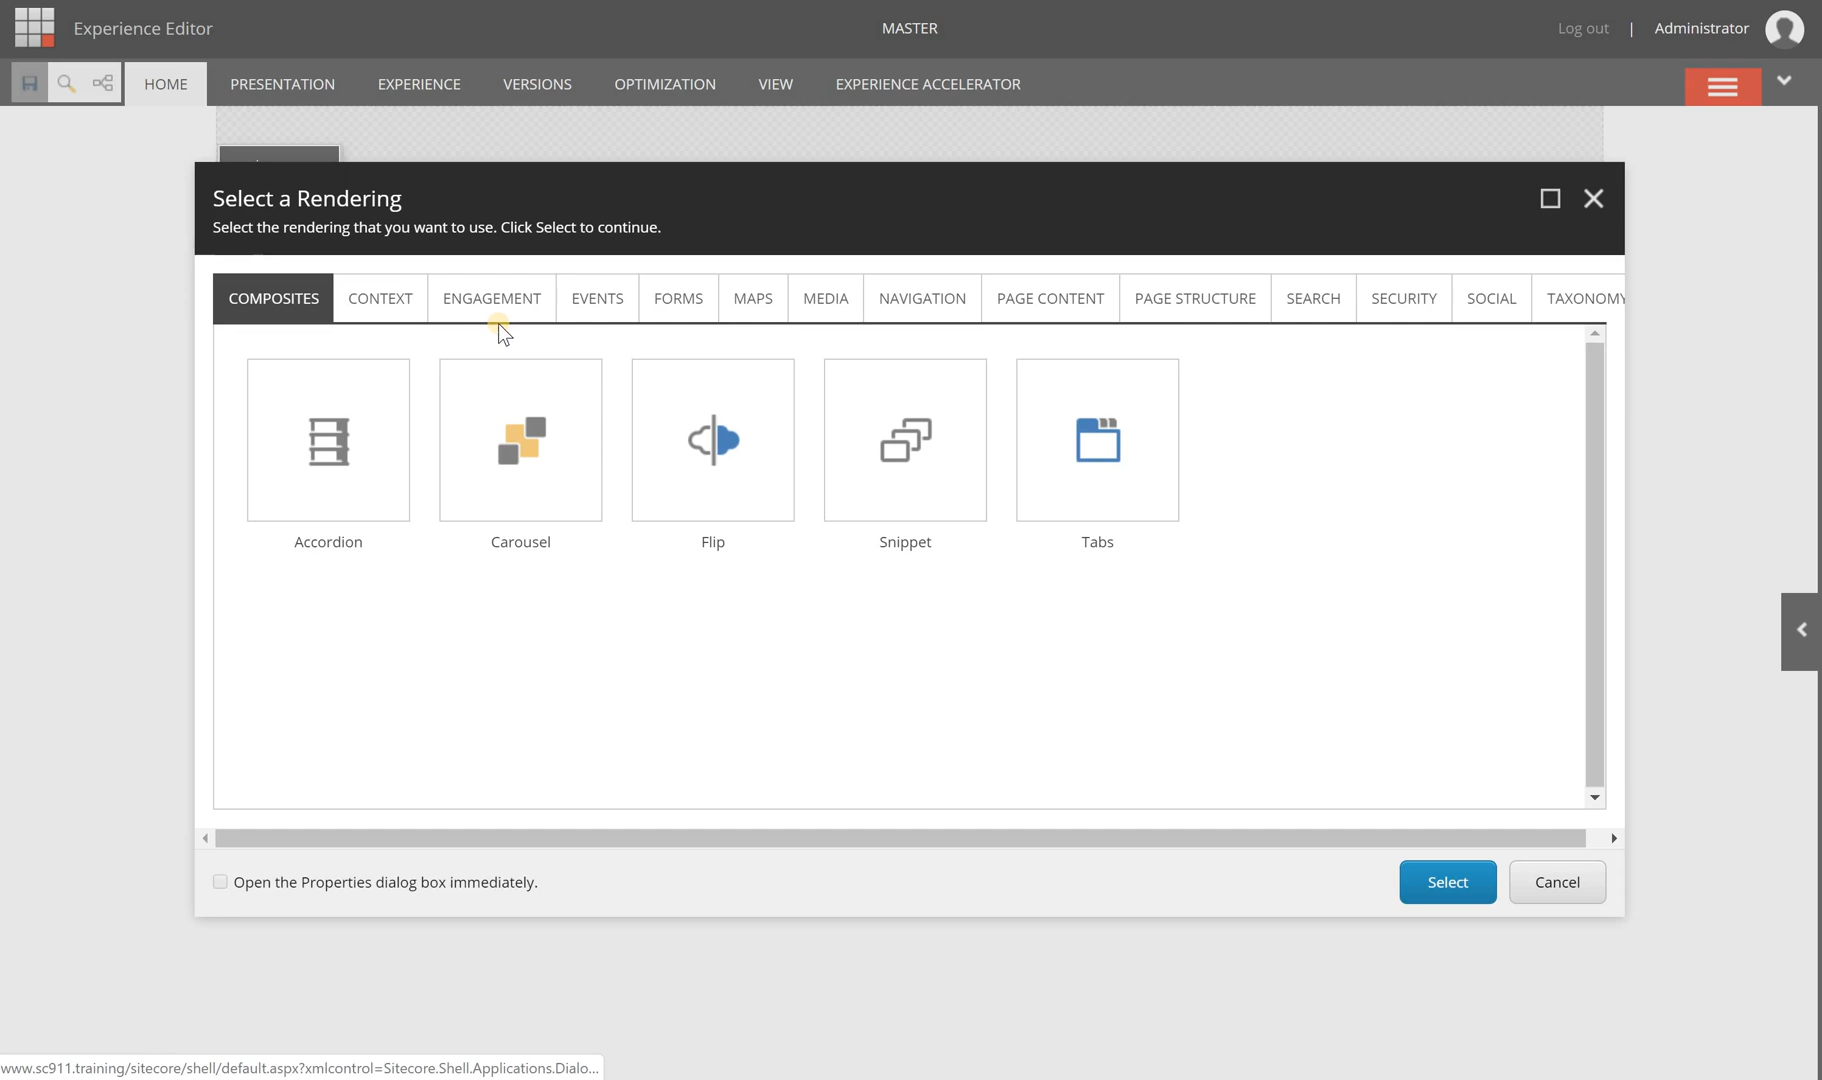 Experience Editor
MASTER
Log out | Administrator
HOME PRESENTATION EXPERIENCE VERSIONS OPTIMIZATION VIEW EXPERIENCE ACCELERATOR
Select a Rendering
Select the rendering that you want to use. Click Select to continue.
COMPOSITES CONTEXT ENGAGEMENT EVENTS FORMS MAPS MEDIA NAVIGATION PAGE CONTENT PAGE STRUCTURE SEARCH SECURITY SOCIAL TAXONOMY
Accordion Carousel Flip Snippet Tabs
Open the Properties dialog box immediately.
Select Cancel
www.sc911.training/sitecore/shell/default.aspx?xmlcontrol=Sitecore.Shell.Applications.Dialo...